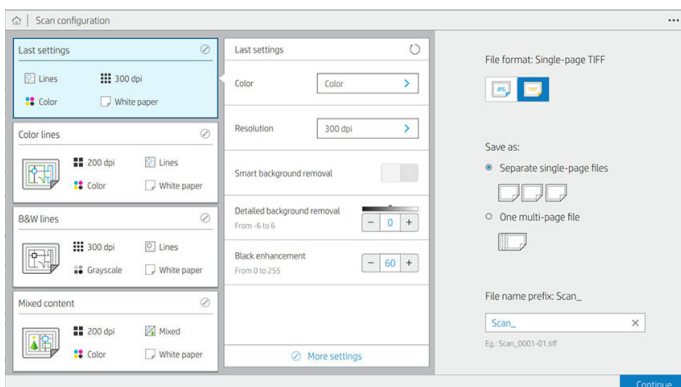 Scan configuration
Last settings
Lines
300 dpi
Color
White paper
Color lines
200 dpi
Lines
Color
White paper
B&W lines
300 dpi
Lines
Grayscale
White paper
Mixed content
200 dpi
Mixed
Color
White paper
Last settings
Color
Color
Resolution
300 dpi
Smart background removal
Detailed background removal
From -6 to 6
− 0 +
Black enhancement
From 0 to 255
− 60 +
More settings
File format: Single-page TIFF
JPG
TIFF
Save as:
Separate single-page files
One multi-page file
File name prefix: Scan_
Scan_
Eg.: Scan_0001-01.tiff
Continue